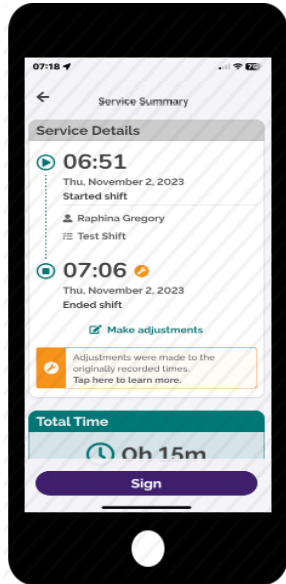 07:18
Service Summary
Service Details
06:51
Thu, November 2, 2023
Started shift
Raphina Gregory
Test Shift
07:06
Thu, November 2, 2023
Ended shift
Make adjustments
Adjustments were made to the
originally recorded times.
Tap here to learn more.
Total Time
0h 15m
Sign